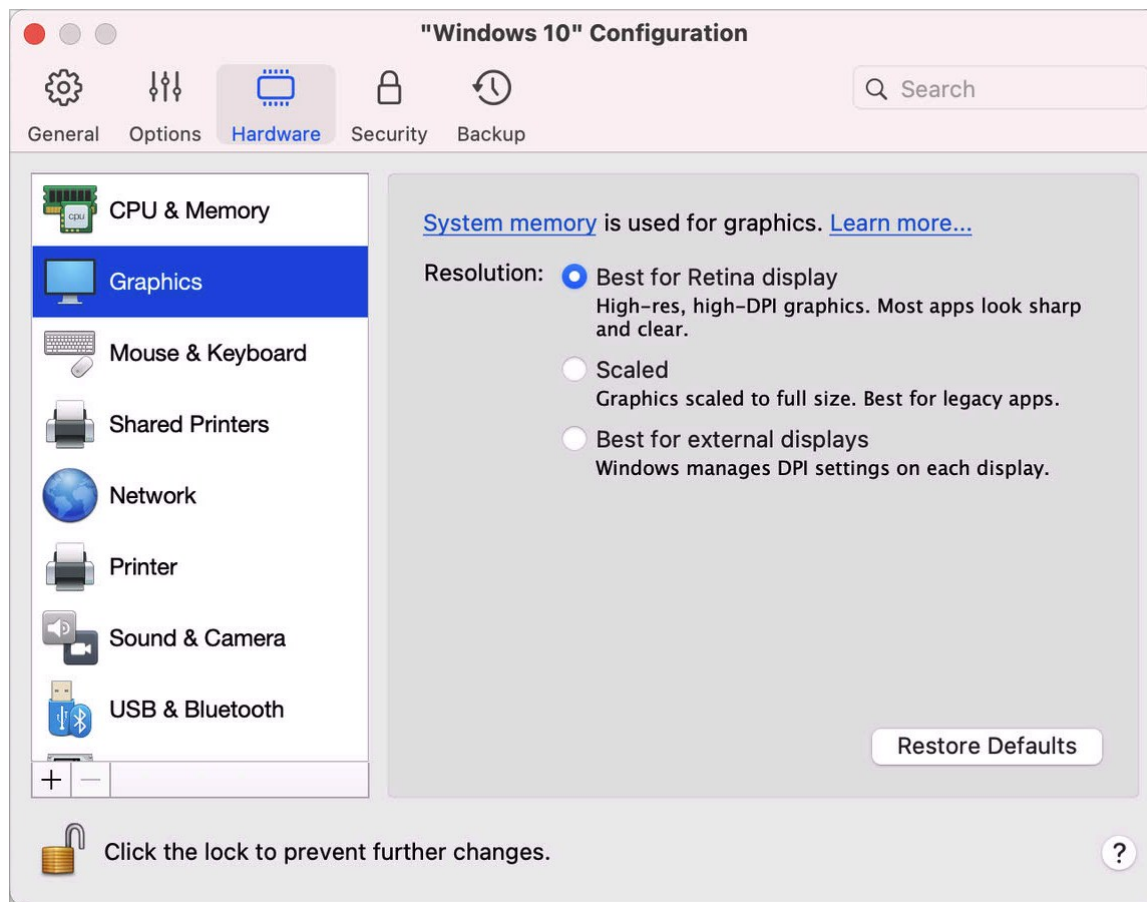 "Windows 10" Configuration
General Options Hardware Security Backup
Search
CPU & Memory
Graphics
Mouse & Keyboard
Shared Printers
Network
Printer
Sound & Camera
USB & Bluetooth
System memory is used for graphics. Learn more...
Resolution: Best for Retina display
High-res, high-DPI graphics. Most apps look sharp
and clear.
Scaled
Graphics scaled to full size. Best for legacy apps.
Best for external displays
Windows manages DPI settings on each display.
Restore Defaults
Click the lock to prevent further changes.
?